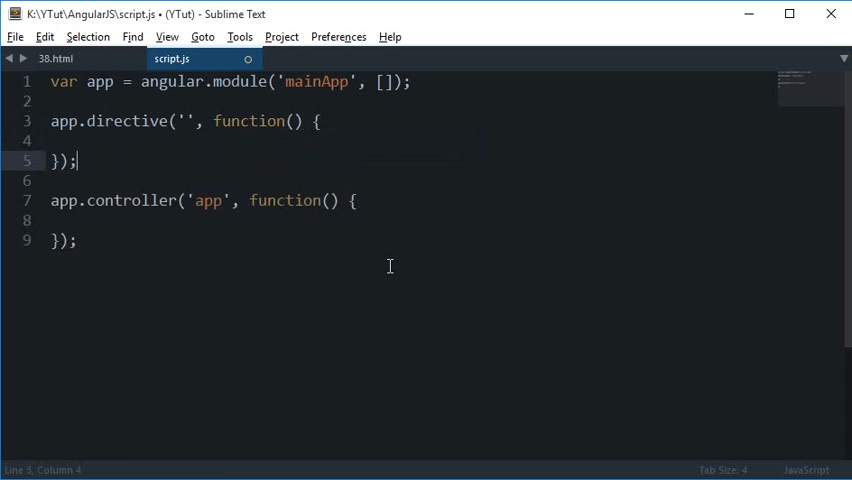 K:\YTut\AngularJS\script.js • (YTut) - Sublime Text
File Edit Selection Find View Goto Tools Project Preferences Help
38.html script.js
1 var app = angular.module('mainApp', []);
2
3 app.directive('', function() {
4
5 });
6
7 app.controller('app', function() {
8
9 });
Line 5, Column 4 Tab Size: 4 JavaScript